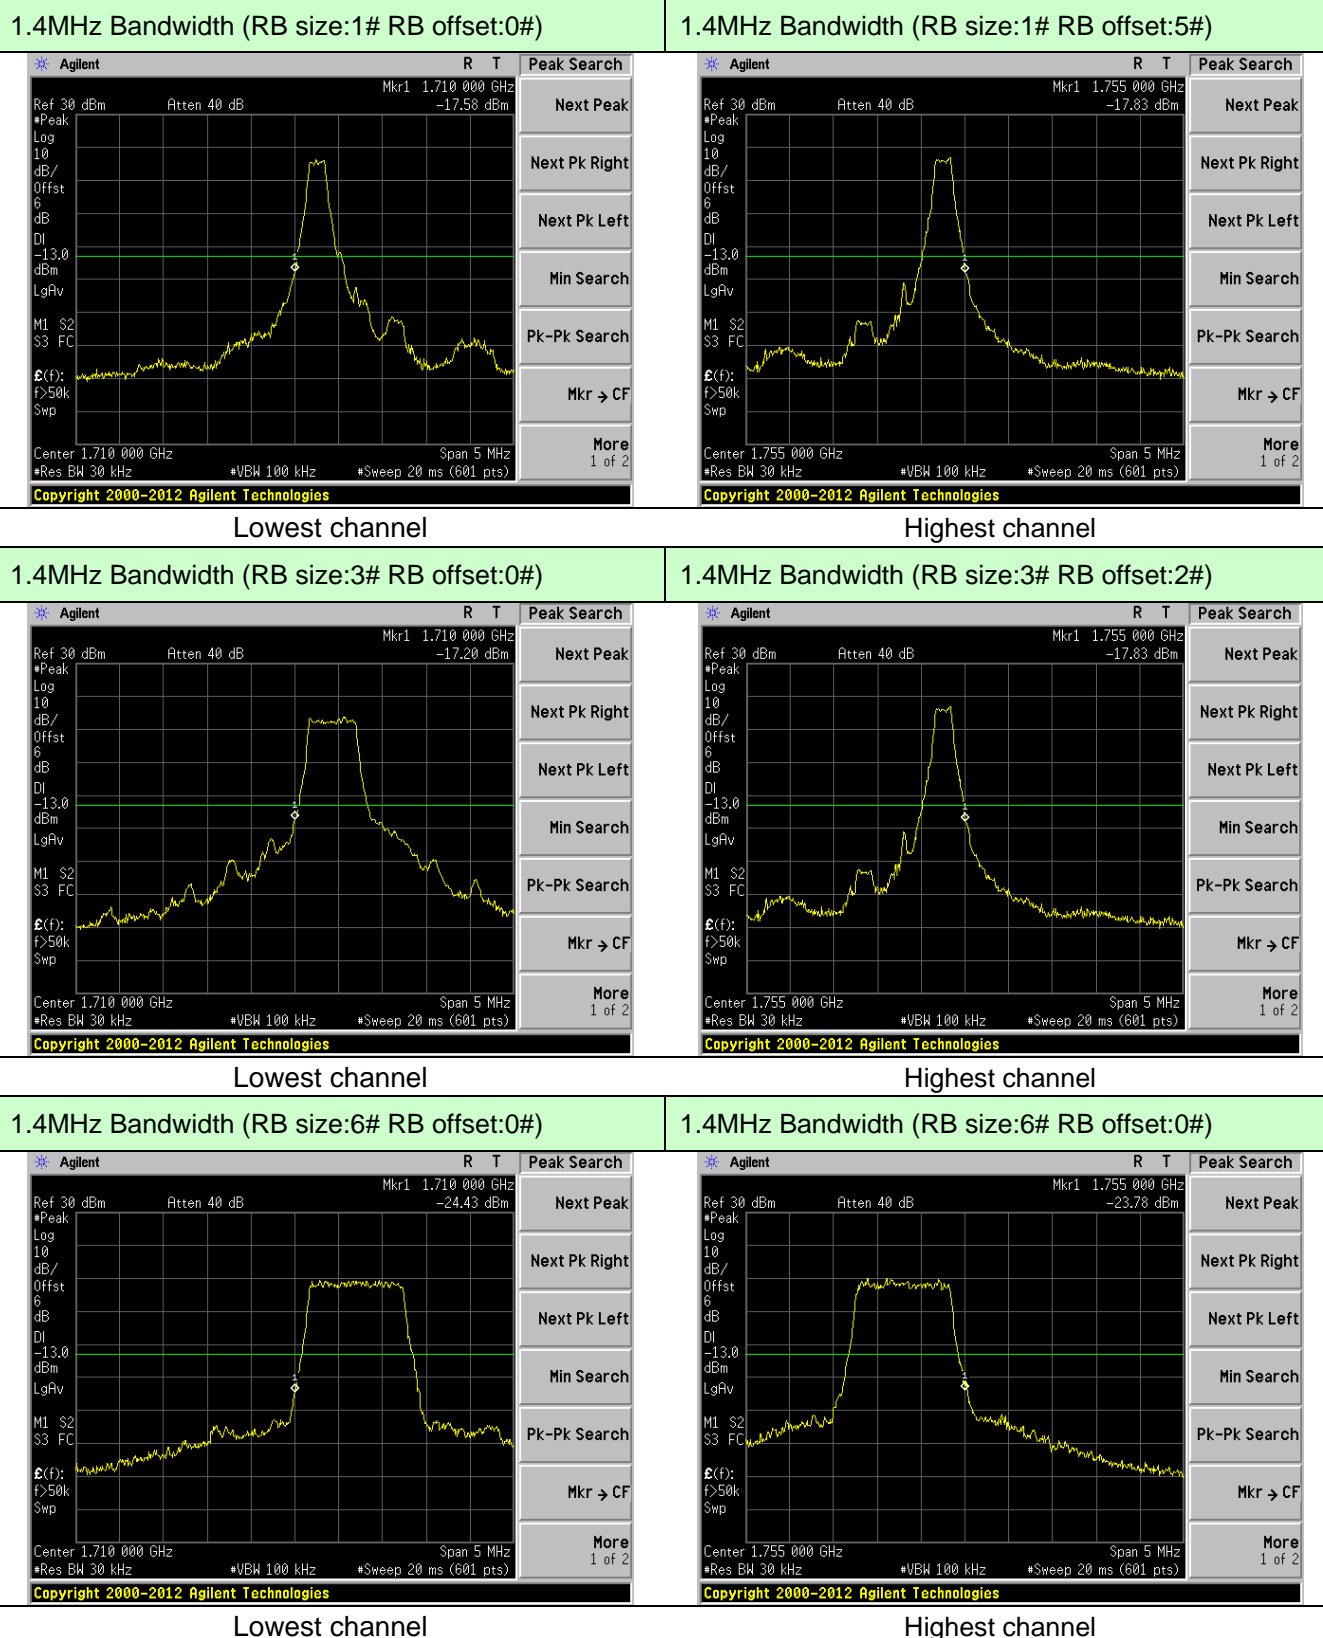 1.4MHz Bandwidth (RB size:1# RB offset:0#)
1.4MHz Bandwidth (RB size:1# RB offset:5#)
Agilent R T Peak Search
Mkr1 1.710 000 GHz
Ref 30 dBm Atten 40 dB -17.58 dBm
#Peak
Log
10
dB/
Offst
6
dB
DI
-13.0
dBm
LgAv
M1 S2
S3 FC
£(f):
f>50k
Swp
1
Center 1.710 000 GHz Span 5 MHz
#Res BW 30 kHz #VBW 100 kHz #Sweep 20 ms (601 pts)
Copyright 2000-2012 Agilent Technologies
Next Peak
Next Pk Right
Next Pk Left
Min Search
Pk-Pk Search
Mkr → CF
More
1 of 2
Agilent R T Peak Search
Mkr1 1.755 000 GHz
Ref 30 dBm Atten 40 dB -17.83 dBm
#Peak
Log
10
dB/
Offst
6
dB
DI
-13.0
dBm
LgAv
M1 S2
S3 FC
£(f):
f>50k
Swp
1
Center 1.755 000 GHz Span 5 MHz
#Res BW 30 kHz #VBW 100 kHz #Sweep 20 ms (601 pts)
Copyright 2000-2012 Agilent Technologies
Next Peak
Next Pk Right
Next Pk Left
Min Search
Pk-Pk Search
Mkr → CF
More
1 of 2
Lowest channel
Highest channel
1.4MHz Bandwidth (RB size:3# RB offset:0#)
1.4MHz Bandwidth (RB size:3# RB offset:2#)
Agilent R T Peak Search
Mkr1 1.710 000 GHz
Ref 30 dBm Atten 40 dB -17.20 dBm
#Peak
Log
10
dB/
Offst
6
dB
DI
-13.0
dBm
LgAv
M1 S2
S3 FC
£(f):
f>50k
Swp
1
Center 1.710 000 GHz Span 5 MHz
#Res BW 30 kHz #VBW 100 kHz #Sweep 20 ms (601 pts)
Copyright 2000-2012 Agilent Technologies
Next Peak
Next Pk Right
Next Pk Left
Min Search
Pk-Pk Search
Mkr → CF
More
1 of 2
Agilent R T Peak Search
Mkr1 1.755 000 GHz
Ref 30 dBm Atten 40 dB -17.83 dBm
#Peak
Log
10
dB/
Offst
6
dB
DI
-13.0
dBm
LgAv
M1 S2
S3 FC
£(f):
f>50k
Swp
1
Center 1.755 000 GHz Span 5 MHz
#Res BW 30 kHz #VBW 100 kHz #Sweep 20 ms (601 pts)
Copyright 2000-2012 Agilent Technologies
Next Peak
Next Pk Right
Next Pk Left
Min Search
Pk-Pk Search
Mkr → CF
More
1 of 2
Lowest channel
Highest channel
1.4MHz Bandwidth (RB size:6# RB offset:0#)
1.4MHz Bandwidth (RB size:6# RB offset:0#)
Agilent R T Peak Search
Mkr1 1.710 000 GHz
Ref 30 dBm Atten 40 dB -24.43 dBm
#Peak
Log
10
dB/
Offst
6
dB
DI
-13.0
dBm
LgAv
M1 S2
S3 FC
£(f):
f>50k
Swp
1
Center 1.710 000 GHz Span 5 MHz
#Res BW 30 kHz #VBW 100 kHz #Sweep 20 ms (601 pts)
Copyright 2000-2012 Agilent Technologies
Next Peak
Next Pk Right
Next Pk Left
Min Search
Pk-Pk Search
Mkr → CF
More
1 of 2
Agilent R T Peak Search
Mkr1 1.755 000 GHz
Ref 30 dBm Atten 40 dB -23.78 dBm
#Peak
Log
10
dB/
Offst
6
dB
DI
-13.0
dBm
LgAv
M1 S2
S3 FC
£(f):
f>50k
Swp
1
Center 1.755 000 GHz Span 5 MHz
#Res BW 30 kHz #VBW 100 kHz #Sweep 20 ms (601 pts)
Copyright 2000-2012 Agilent Technologies
Next Peak
Next Pk Right
Next Pk Left
Min Search
Pk-Pk Search
Mkr → CF
More
1 of 2
Lowest channel
Highest channel